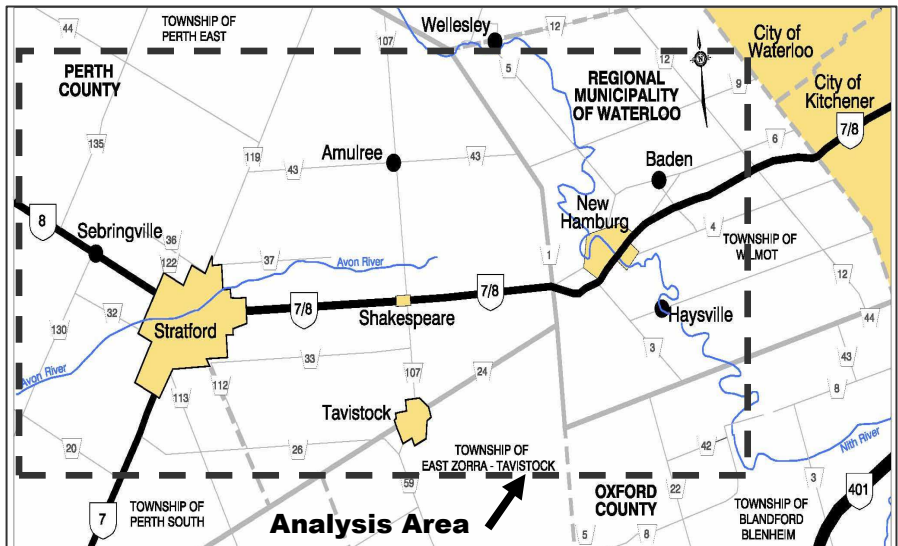 44
TOWNSHIP OF
PERTH EAST
107
Wellesley
12
City of
Waterloo
PERTH
COUNTY
5
REGIONAL
MUNICIPALITY
OF WATERLOO
12
N
9
City of
Kitchener
7/8
135
119
43
Amulree
43
6
Baden
8
Sebringville
36
122
37
Avon River
New
Hamburg
1
4
TOWNSHIP OF
WILMOT
12
32
130
Stratford
7/8
Shakespeare
7/8
Haysville
44
Avon River
33
107
24
3
43
8
113
112
Tavistock
20
26
42
Nith River
TOWNSHIP OF
EAST ZORRA - TAVISTOCK
3
59
22
OXFORD
COUNTY
401
7
TOWNSHIP OF
PERTH SOUTH
Analysis Area
5
8
TOWNSHIP OF
BLANDFORD
BLENHEIM